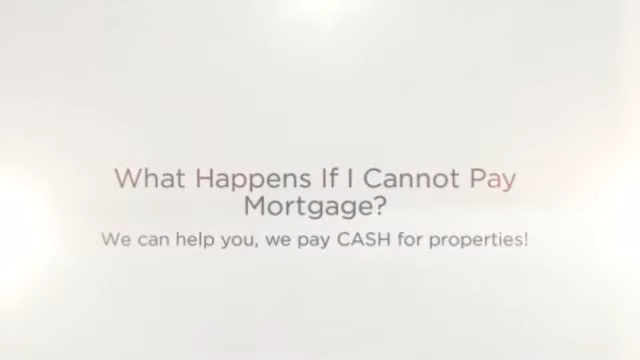 What Happens If I Cannot Pay
Mortgage?
We can help you, we pay CASH for properties!